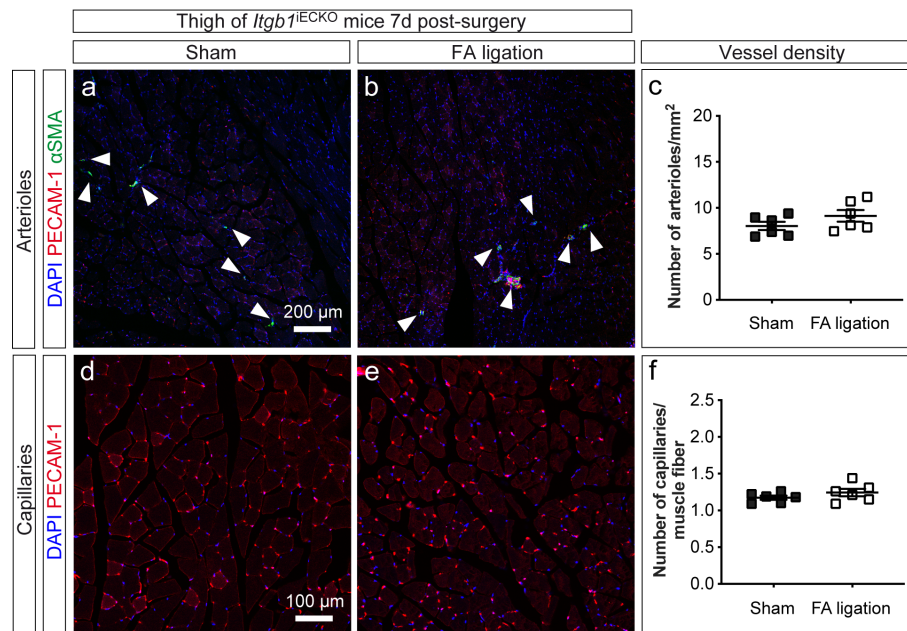 Thigh of Itgb1iECKO mice 7d post-surgery
Sham
FA ligation
Vessel density
Arterioles
DAPI PECAM-1 αSMA
a
200 µm
b
c
Number of arterioles/mm²
20
15
10
5
0
Sham
FA ligation
Capillaries
DAPI PECAM-1
d
100 µm
e
f
Number of capillaries/
muscle fiber
2.5
2.0
1.5
1.0
0.5
0.0
Sham
FA ligation